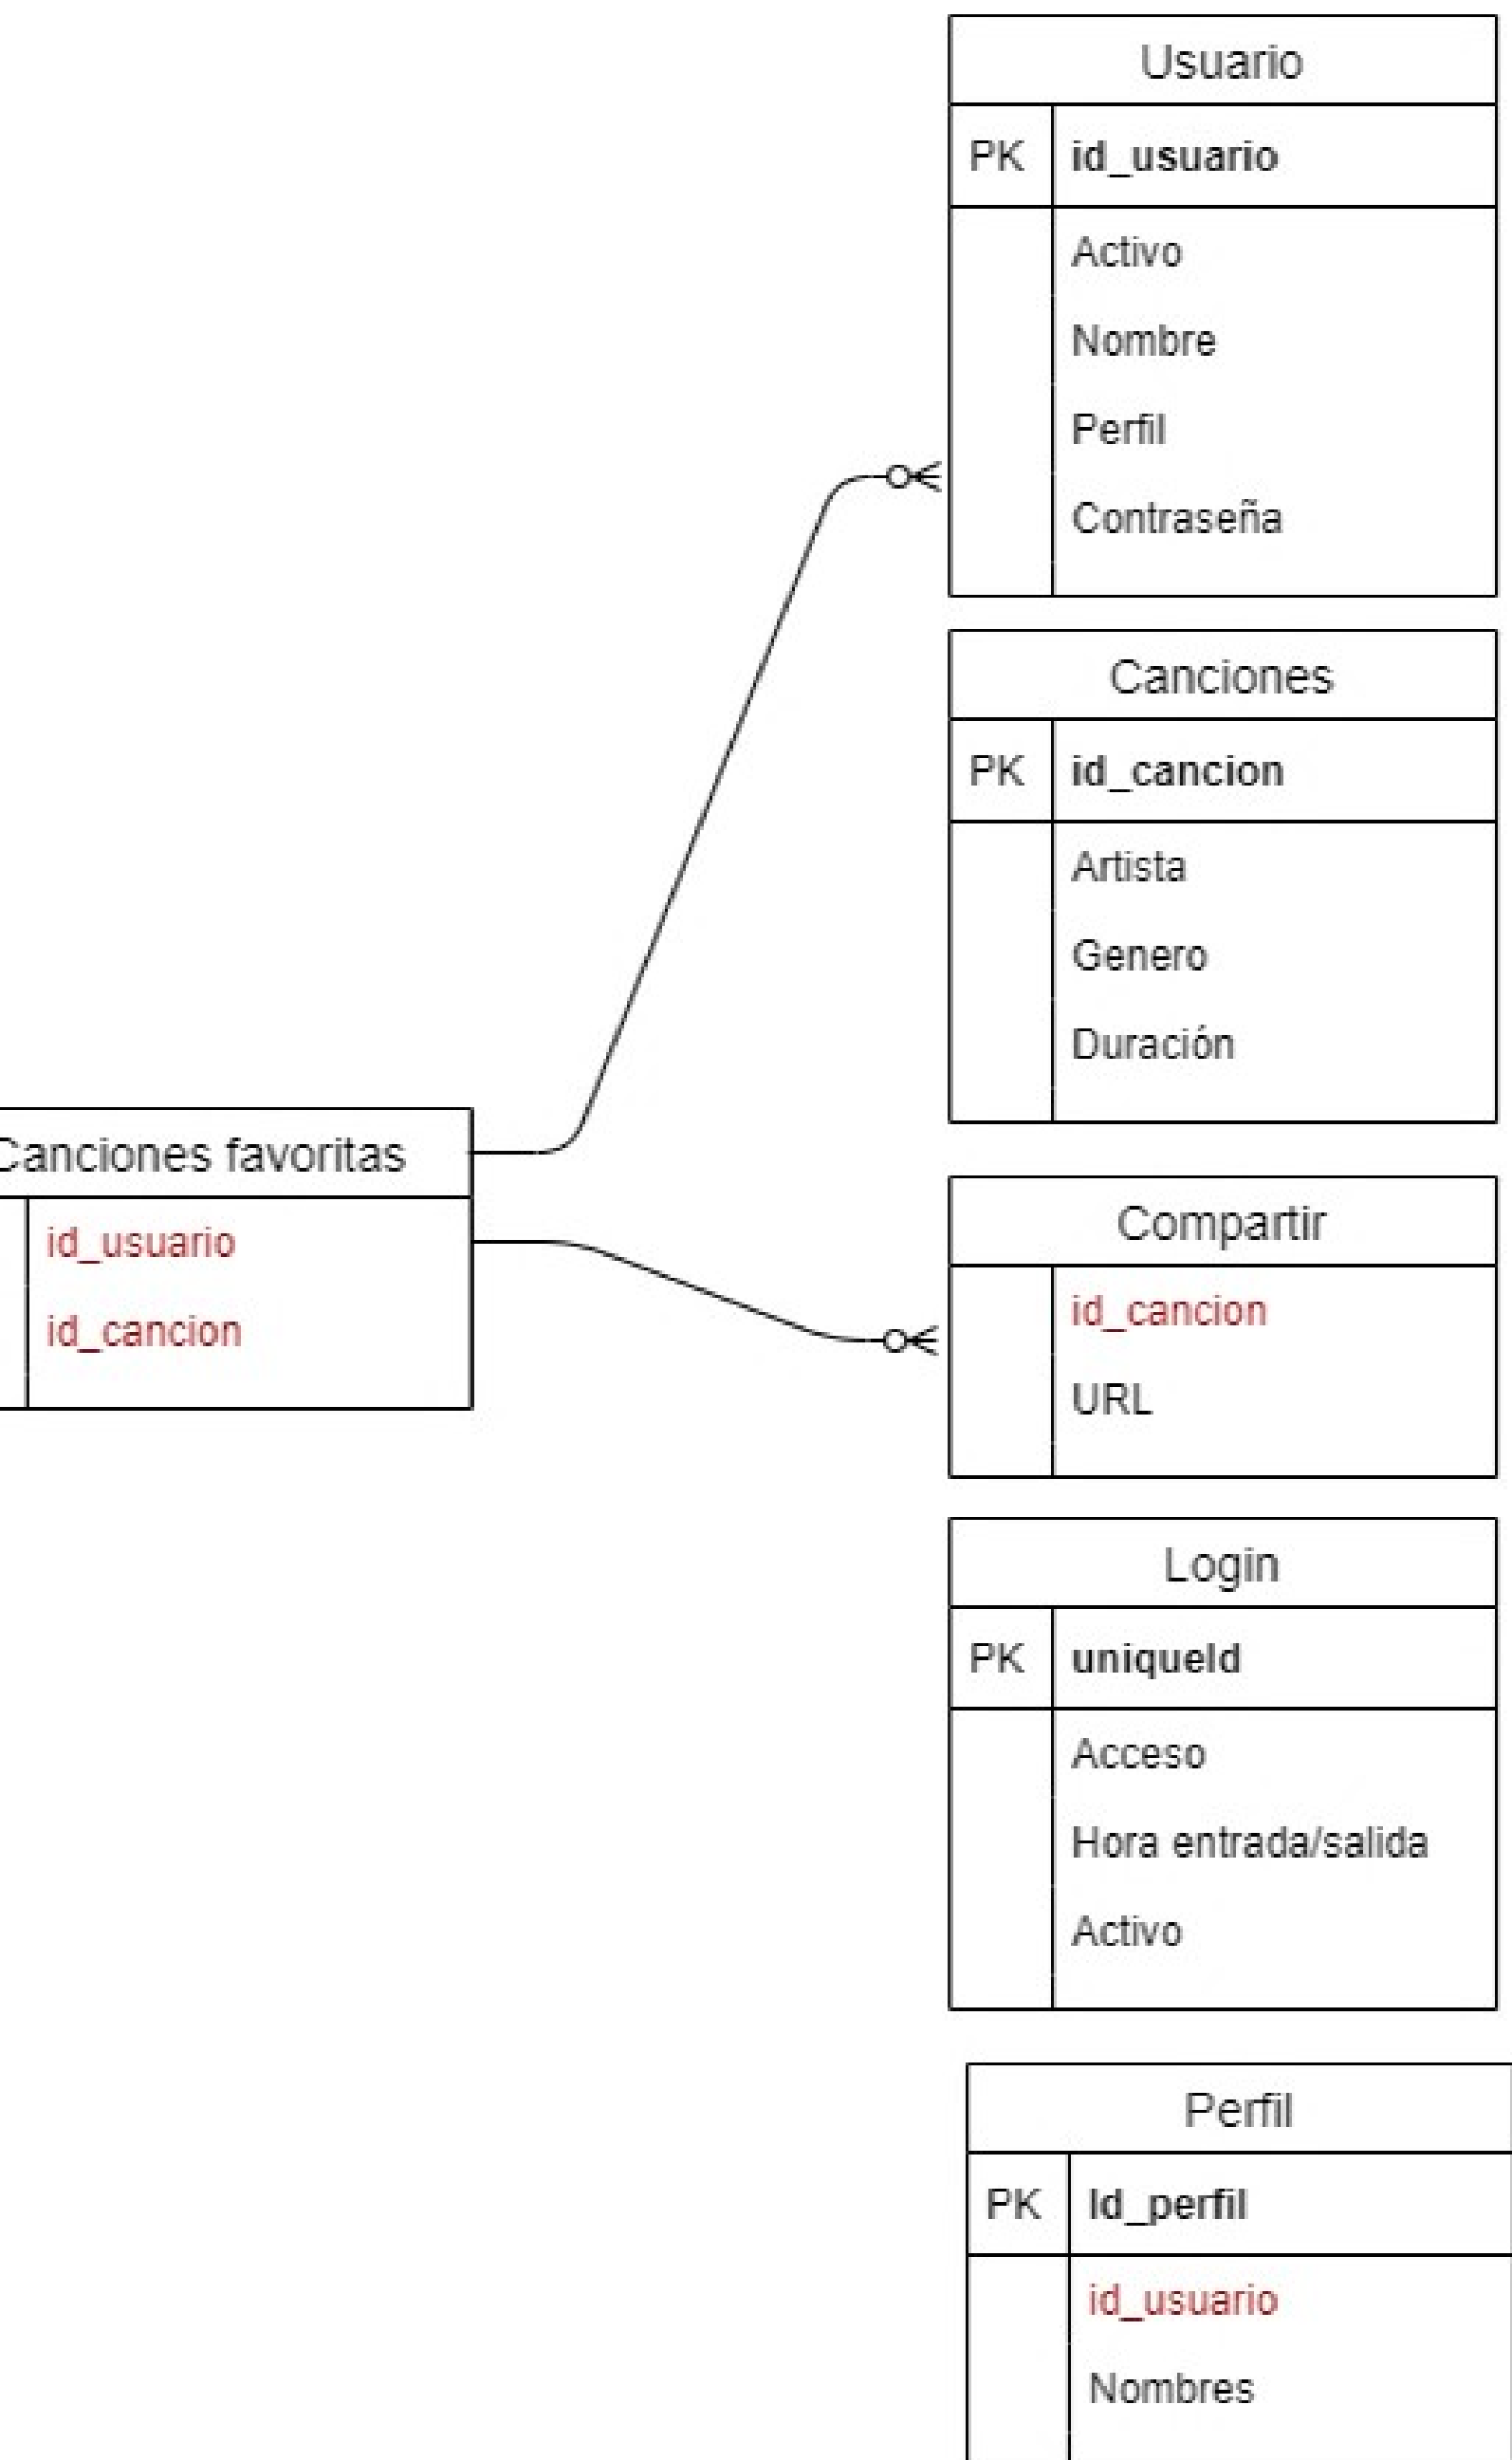 Usuario
PK id_usuario
Activo
Nombre
Perfil
Contraseña
Canciones
PK id_cancion
Artista
Genero
Duración
Canciones favoritas
id_usuario
id_cancion
Compartir
id_cancion
URL
Login
PK uniqueId
Acceso
Hora entrada/salida
Activo
Perfil
PK Id_perfil
id_usuario
Nombres